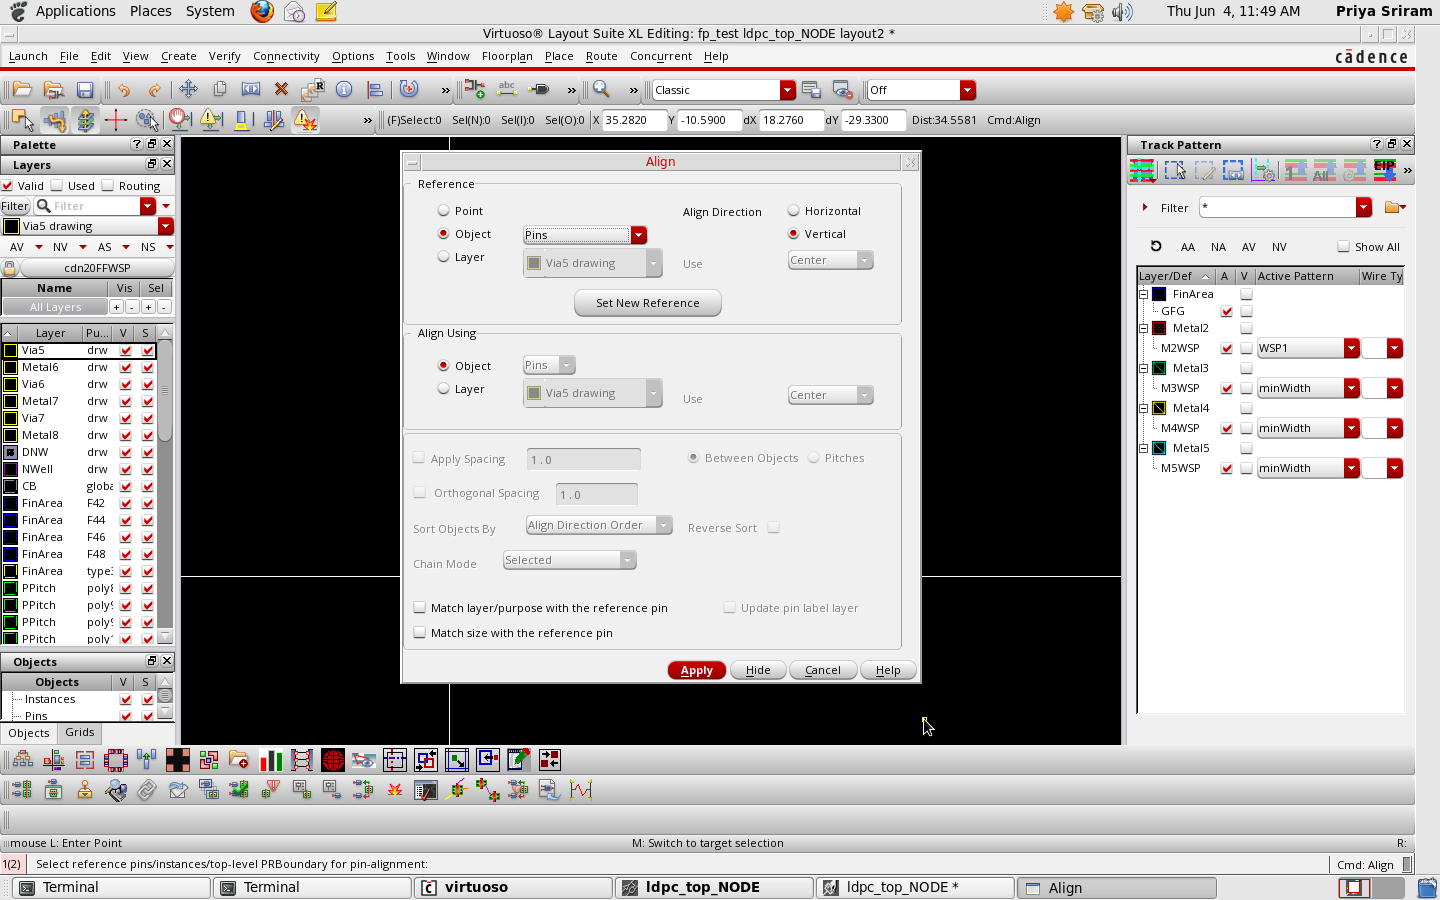 Applications Places System Thu Jun 4, 11:49 AM Priya Sriram
Virtuoso® Layout Suite XL Editing: fp_test ldpc_top_NODE layout2 *
Launch File Edit View Create Verify Connectivity Options Tools Window Floorplan Place Route Concurrent Help cādence
» » » Classic Off
» (F)Select:0 Sel(N):0 Sel(I):0 Sel(O):0 X 35.2820 Y -10.5900 dX 18.2760 dY -29.3300 Dist:34.5581 Cmd:Align
Palette
Layers
Valid Used Routing
Filter Filter
Via5 drawing
AV NV AS NS
cdn20FFWSP
Name Vis Sel
All Layers + - + -
Layer Pu... V S
Via5 drw
Metal6 drw
Via6 drw
Metal7 drw
Via7 drw
Metal8 drw
DNW drw
NWell drw
CB globa
FinArea F42
FinArea F44
FinArea F46
FinArea F48
FinArea type:
PPitch poly8
PPitch poly9
PPitch poly9
PPitch poly1
Objects
Objects V S
Instances
Pins
Objects Grids
Align
Reference
Point Align Direction Horizontal
Object Pins Vertical
Layer Via5 drawing Use Center
Set New Reference
Align Using
Object Pins
Layer Via5 drawing Use Center
Apply Spacing 1.0 Between Objects Pitches
Orthogonal Spacing 1.0
Sort Objects By Align Direction Order Reverse Sort
Chain Mode Selected
Match layer/purpose with the reference pin Update pin label layer
Match size with the reference pin
Apply Hide Cancel Help
Track Pattern
All EIP »
Filter *
AA NA AV NV Show All
Layer/Def A V Active Pattern Wire Ty
FinArea
GFG
Metal2
M2WSP WSP1
Metal3
M3WSP minWidth
Metal4
M4WSP minWidth
Metal5
M5WSP minWidth
mouse L: Enter Point M: Switch to target selection R:
1(2) Select reference pins/instances/top-level PRBoundary for pin-alignment: Cmd: Align
Terminal Terminal virtuoso ldpc_top_NODE ldpc_top_NODE * Align